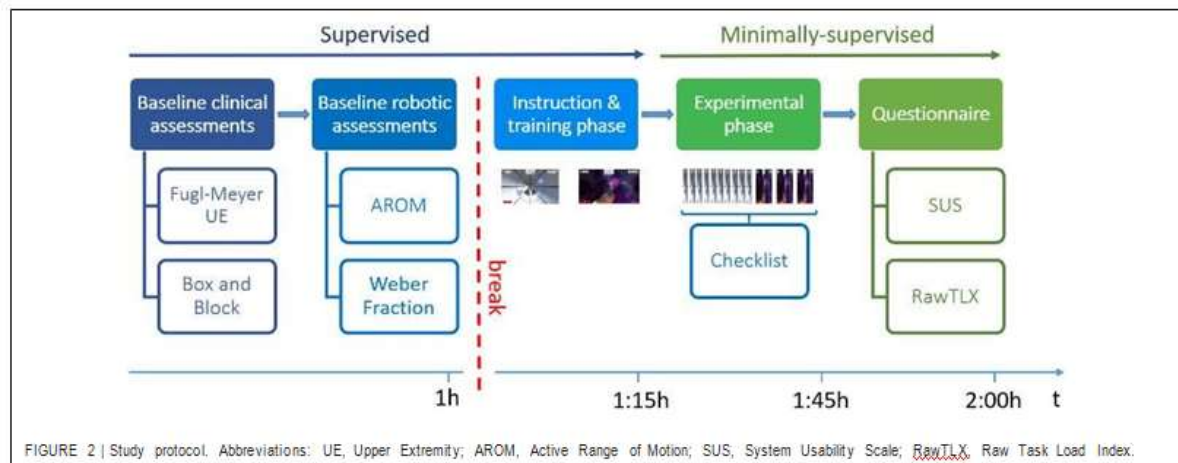 Supervised
Minimally-supervised
Baseline clinical
assessments
Baseline robotic
assessments
Instruction &
training phase
Experimental
phase
Questionnaire
Fugl-Meyer
UE
AROM
SUS
Checklist
Box and
Block
Weber
Fraction
RawTLX
break
1h
1:15h
1:45h
2:00h
t
FIGURE 2 | Study protocol. Abbreviations: UE, Upper Extremity; AROM, Active Range of Motion; SUS, System Usability Scale; RawTLX, Raw Task Load Index.